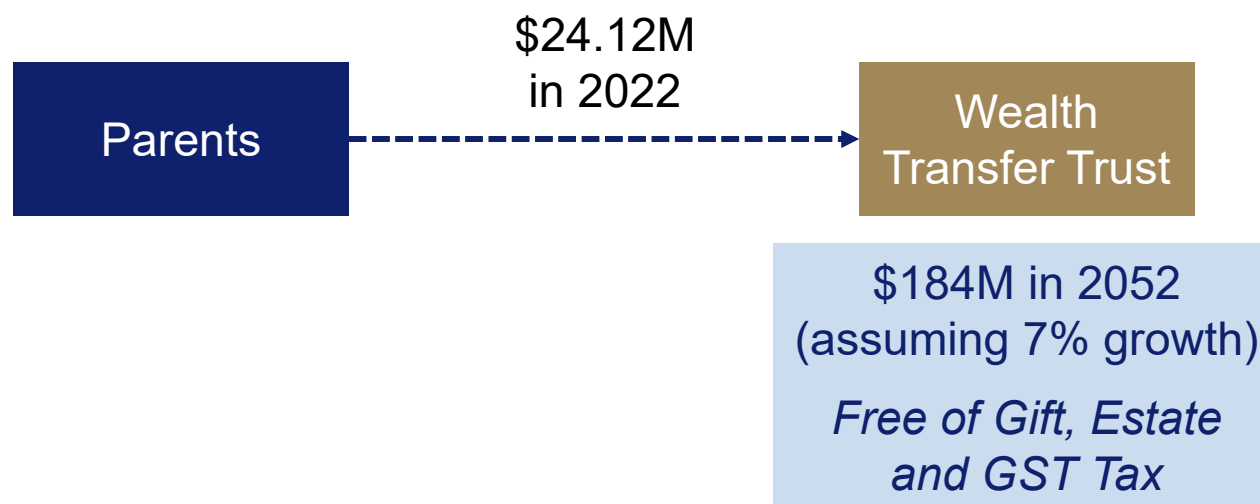 $24.12M
in 2022
Parents
Wealth
Transfer Trust
$184M in 2052
(assuming 7% growth)
Free of Gift, Estate
and GST Tax